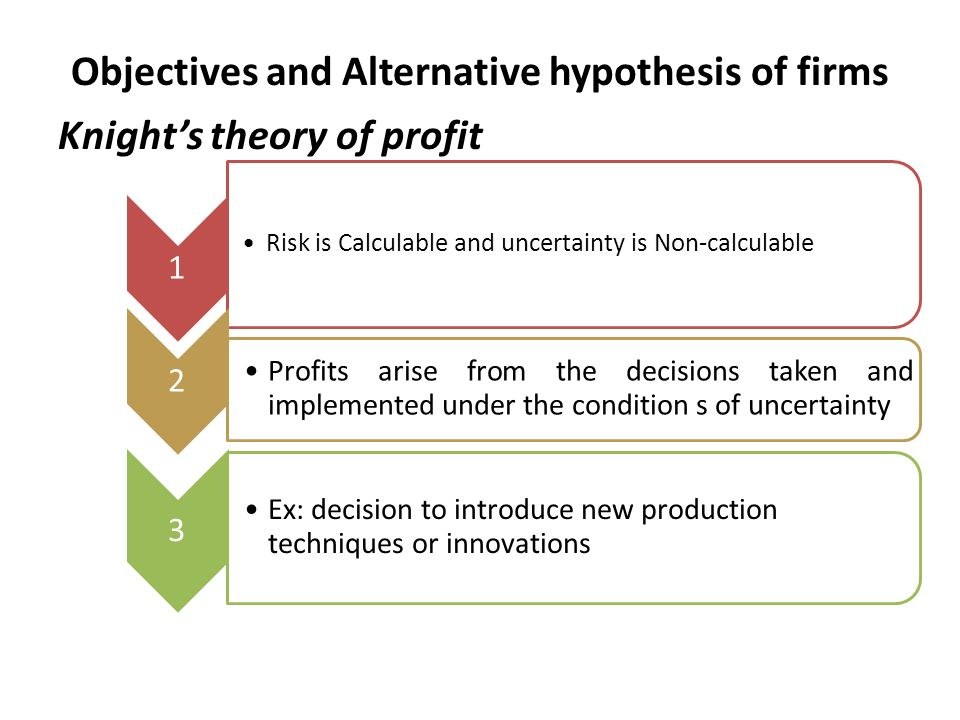 Objectives and Alternative hypothesis of firms
Knight’s theory of profit
1
• Risk is Calculable and uncertainty is Non-calculable
2
• Profits arise from the decisions taken and
implemented under the condition s of uncertainty
3
• Ex: decision to introduce new production
techniques or innovations